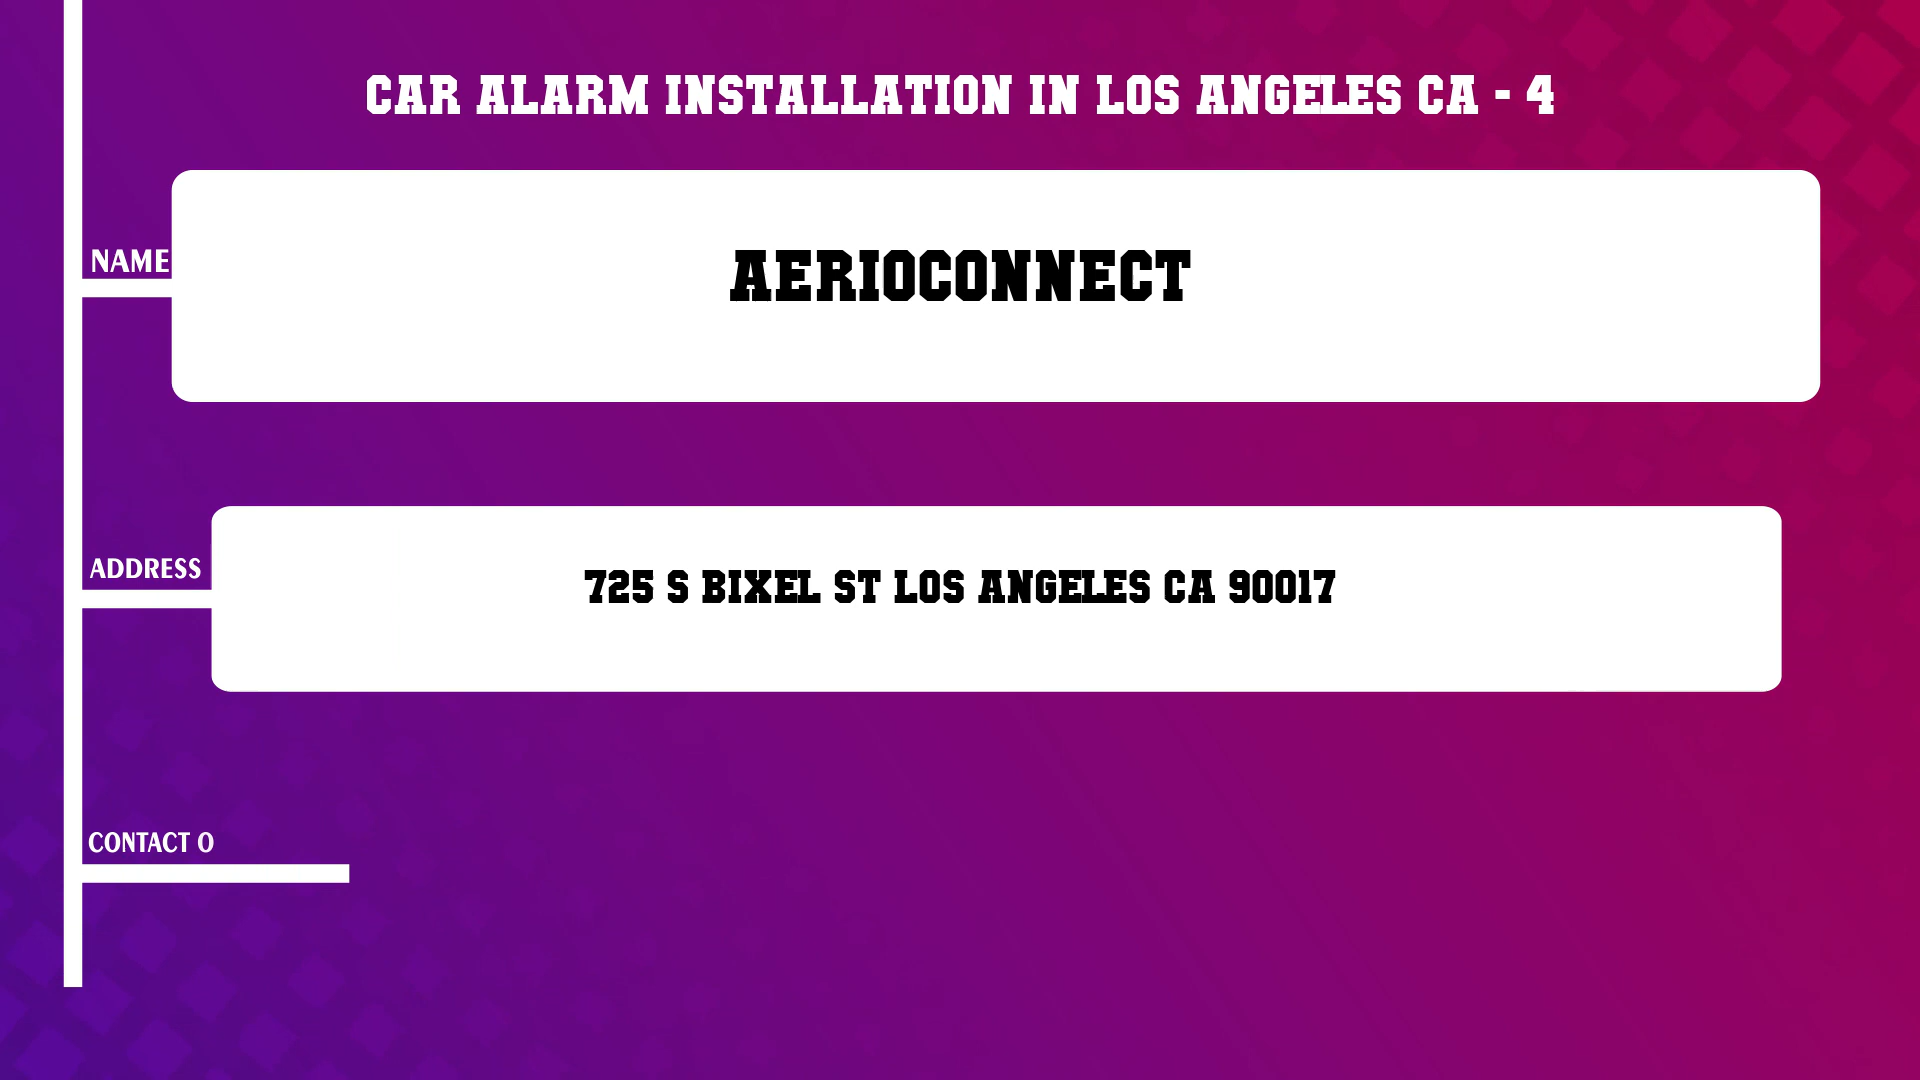 CAR ALARM INSTALLATION IN LOS ANGELES CA - 4
NAME
AERIOCONNECT
ADDRESS
725 S BIXEL ST LOS ANGELES CA 90017
CONTACT O